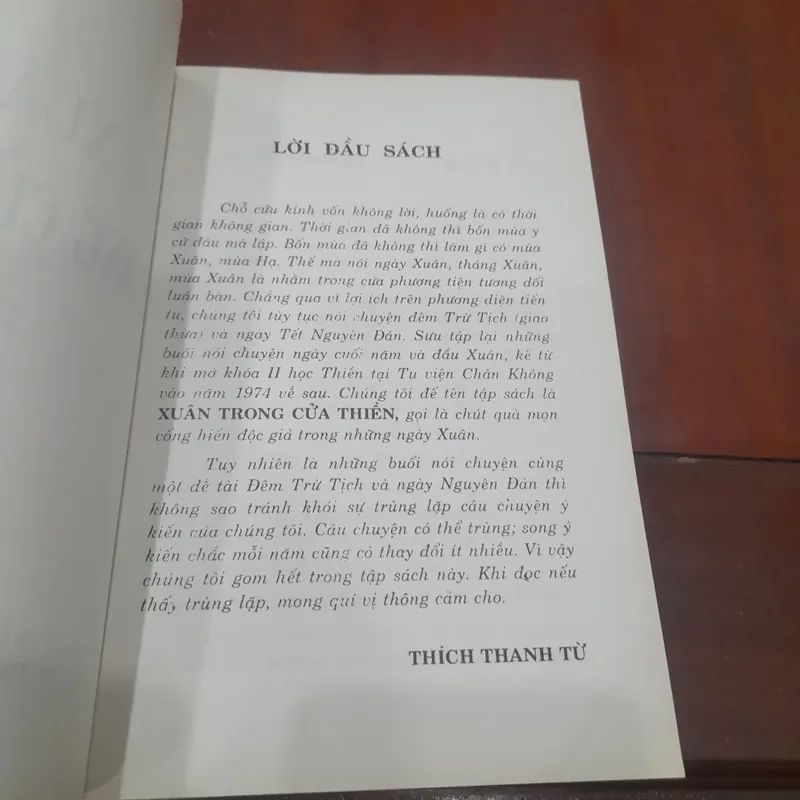 LỜI ĐẦU SÁCH
Chỗ cứu kính vốn không lời, huống là có thời
gian không gian. Thời gian đã không thì bốn mùa y
cứ đâu mà lập. Bốn mùa đã không thì làm gì có mùa
Xuân, mùa Hạ. Thế mà nói ngày Xuân, tháng Xuân,
mùa Xuân là nhằm trong cửa phương tiện tương đối
luận bàn. Chẳng qua vì lợi ích trên phương diện tiến
tu, chúng tôi tùy tục nói chuyện đêm Trừ Tịch (giao
thừa) và ngày Tết Nguyên Đán. Sưu tập lại những
buổi nói chuyện ngày cuối năm và đầu Xuân, kể từ
khi mở khóa II học Thiền tại Tu viện Chân Không
vào năm 1974 về sau. Chúng tôi để tên tập sách là
XUÂN TRONG CỬA THIỀN, gọi là chút quà mọn
cống hiến độc giả trong những ngày Xuân.
Tuy nhiên là những buổi nói chuyện cùng
một đề tài Đêm Trừ Tịch và ngày Nguyên Đán thì
không sao tránh khỏi sự trùng lặp câu chuyện ý
kiến của chúng tôi. Câu chuyện có thể trùng; song ý
kiến chắc mỗi năm cũng có thay đổi ít nhiều. Vì vậy
chúng tôi gom hết trong tập sách này. Khi đọc nếu
thấy trùng lặp, mong quí vị thông cảm cho.
THÍCH THANH TỪ